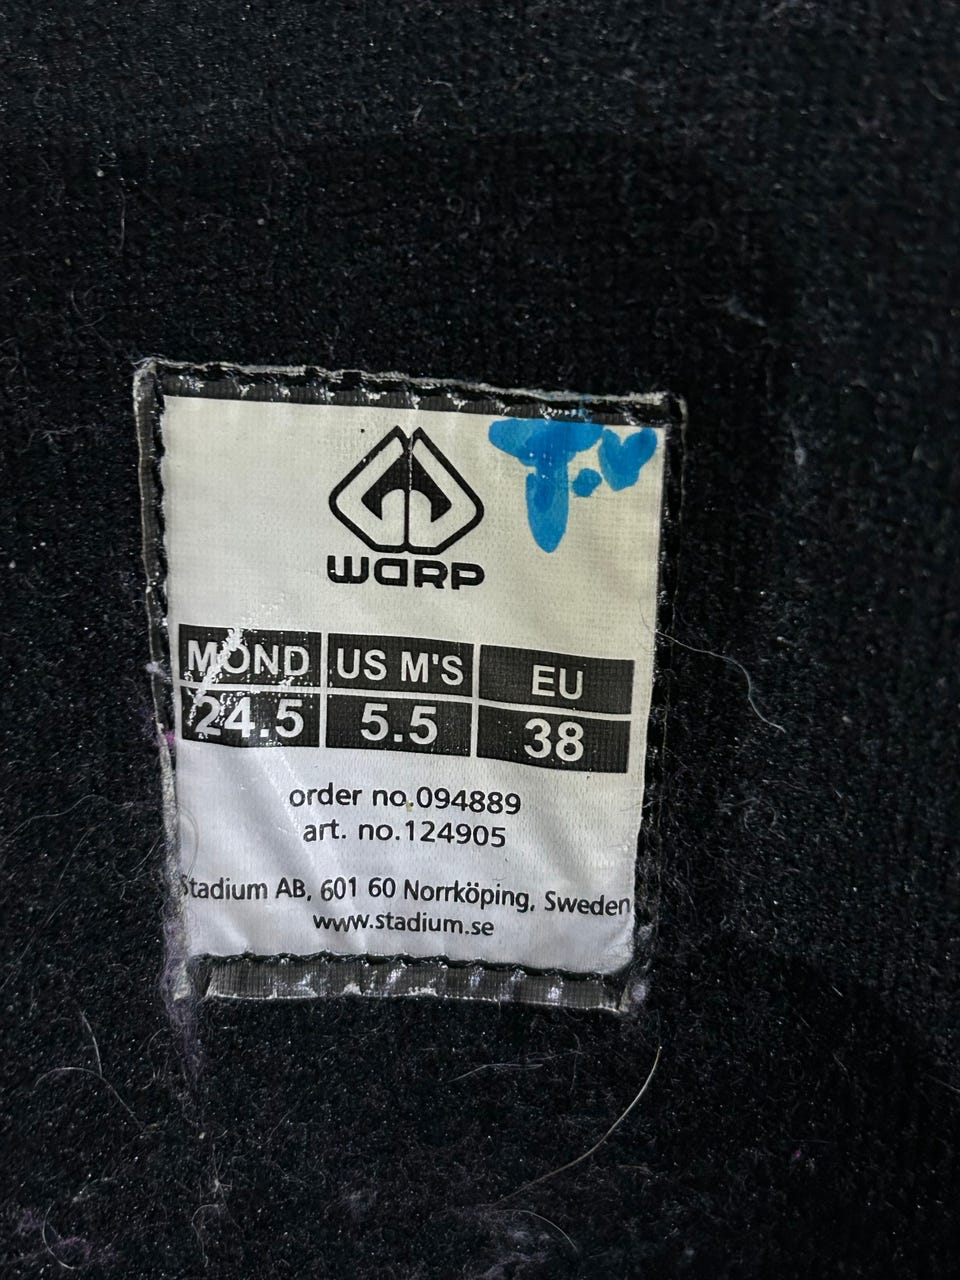 T.V
WARP
MOND US M'S EU
24.5 5.5 38
order no.094889
art. no.124905
Stadium AB, 601 60 Norrköping, Sweden
www.stadium.se